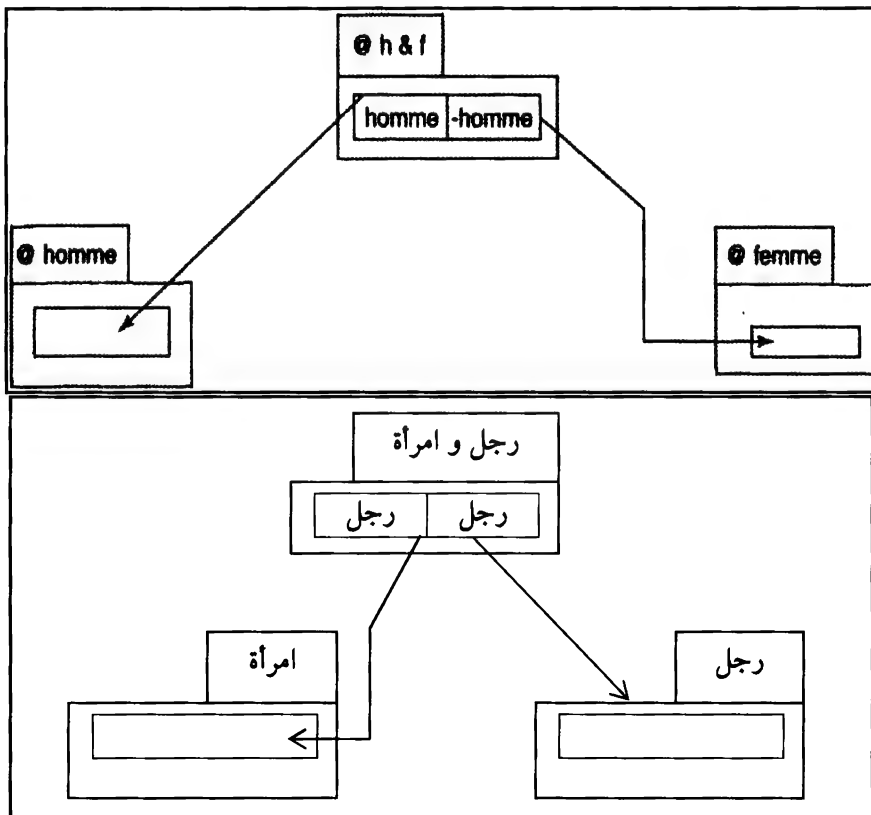 @ h & f
homme -homme
@ homme
@ femme
رجل و امرأة
رجل رجل
امرأة
رجل